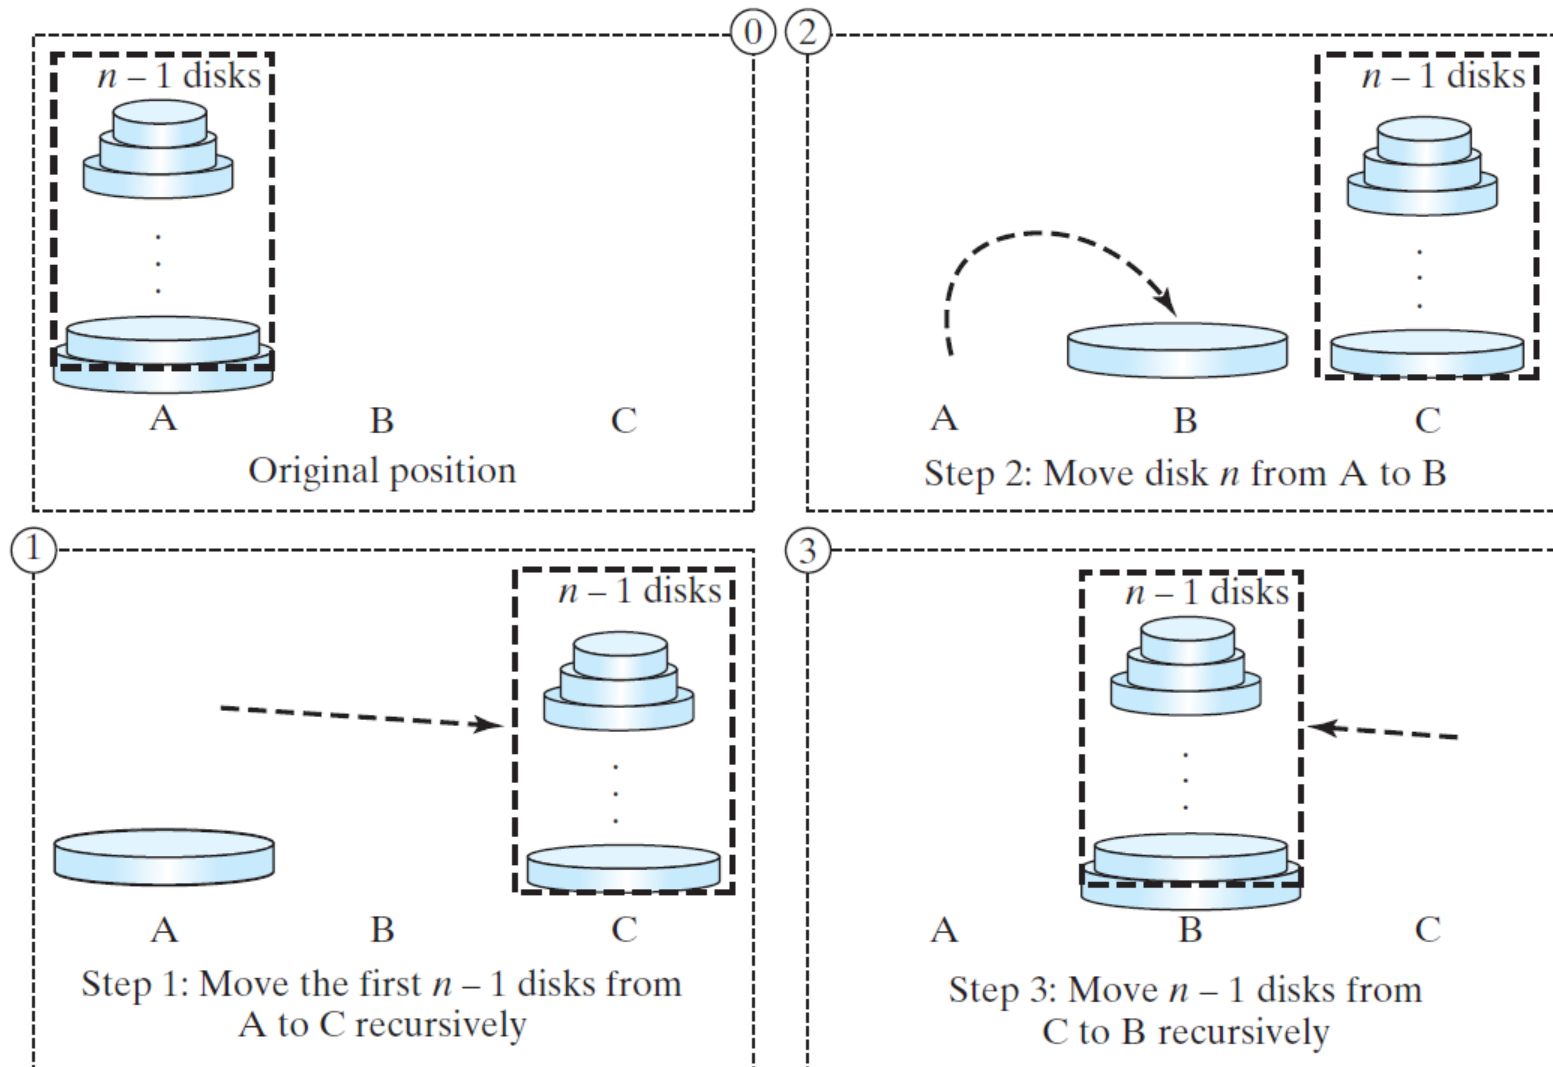 0
n – 1 disks
A B C
Original position
2
n – 1 disks
A B C
Step 2: Move disk n from A to B
1
n – 1 disks
A B C
Step 1: Move the first n – 1 disks from
A to C recursively
3
n – 1 disks
A B C
Step 3: Move n – 1 disks from
C to B recursively